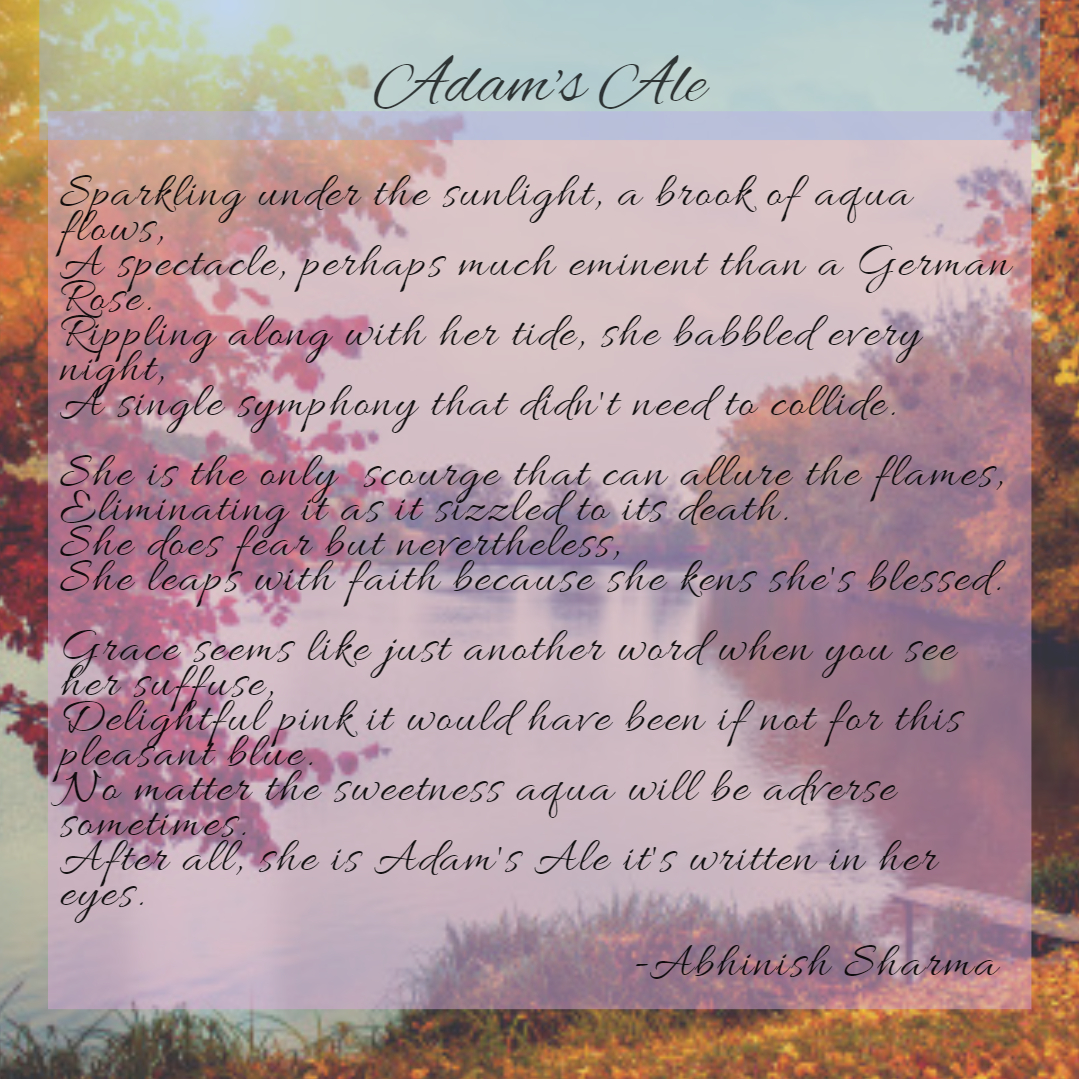 Adam's Ale
Sparkling under the sunlight, a brook of aqua
flows,
A spectacle, perhaps much eminent than a German
Rose.
Rippling along with her tide, she babbled every
night,
A single symphony that didn't need to collide.
She is the only  scourge that can allure the flames,
Eliminating it as it sizzled to its death.
She does fear but nevertheless,
She leaps with faith because she kens she's blessed.
Grace seems like just another word when you see
her suffuse,
Delightful pink it would have been if not for this
pleasant blue.
No matter the sweetness aqua will be adverse
sometimes.
After all, she is Adam's Ale it's written in her
eyes.
-Abhinish Sharma